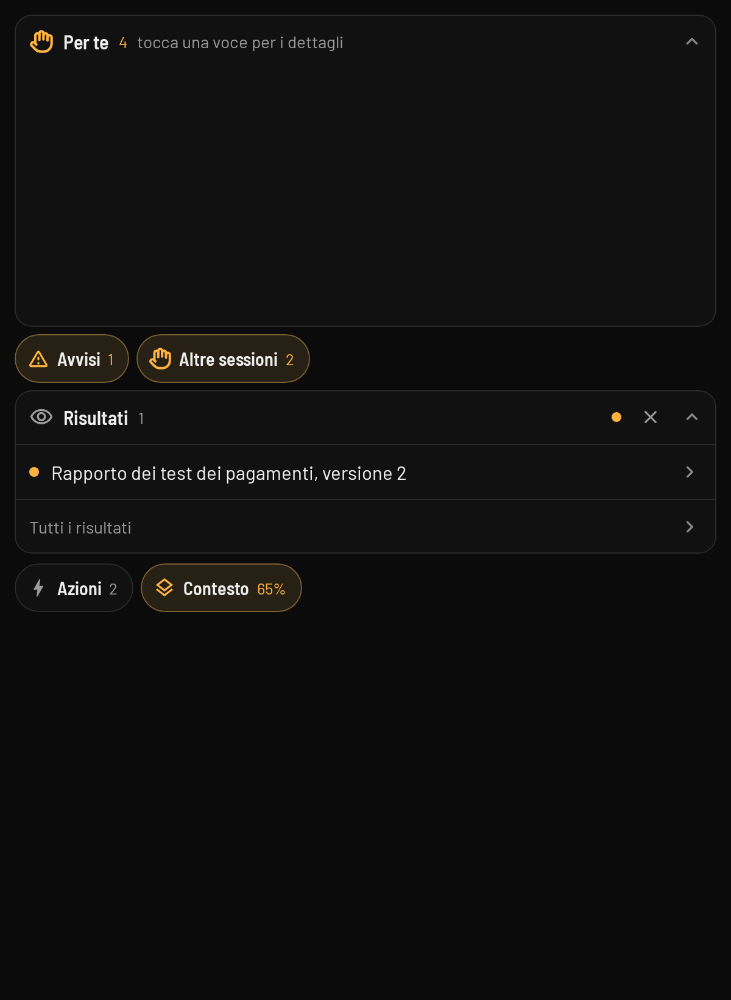 Per te 4 tocca una voce per i dettagli
Avvisi 1 Altre sessioni 2
Risultati 1
Rapporto dei test dei pagamenti, versione 2
Tutti i risultati
Azioni 2 Contesto 65%